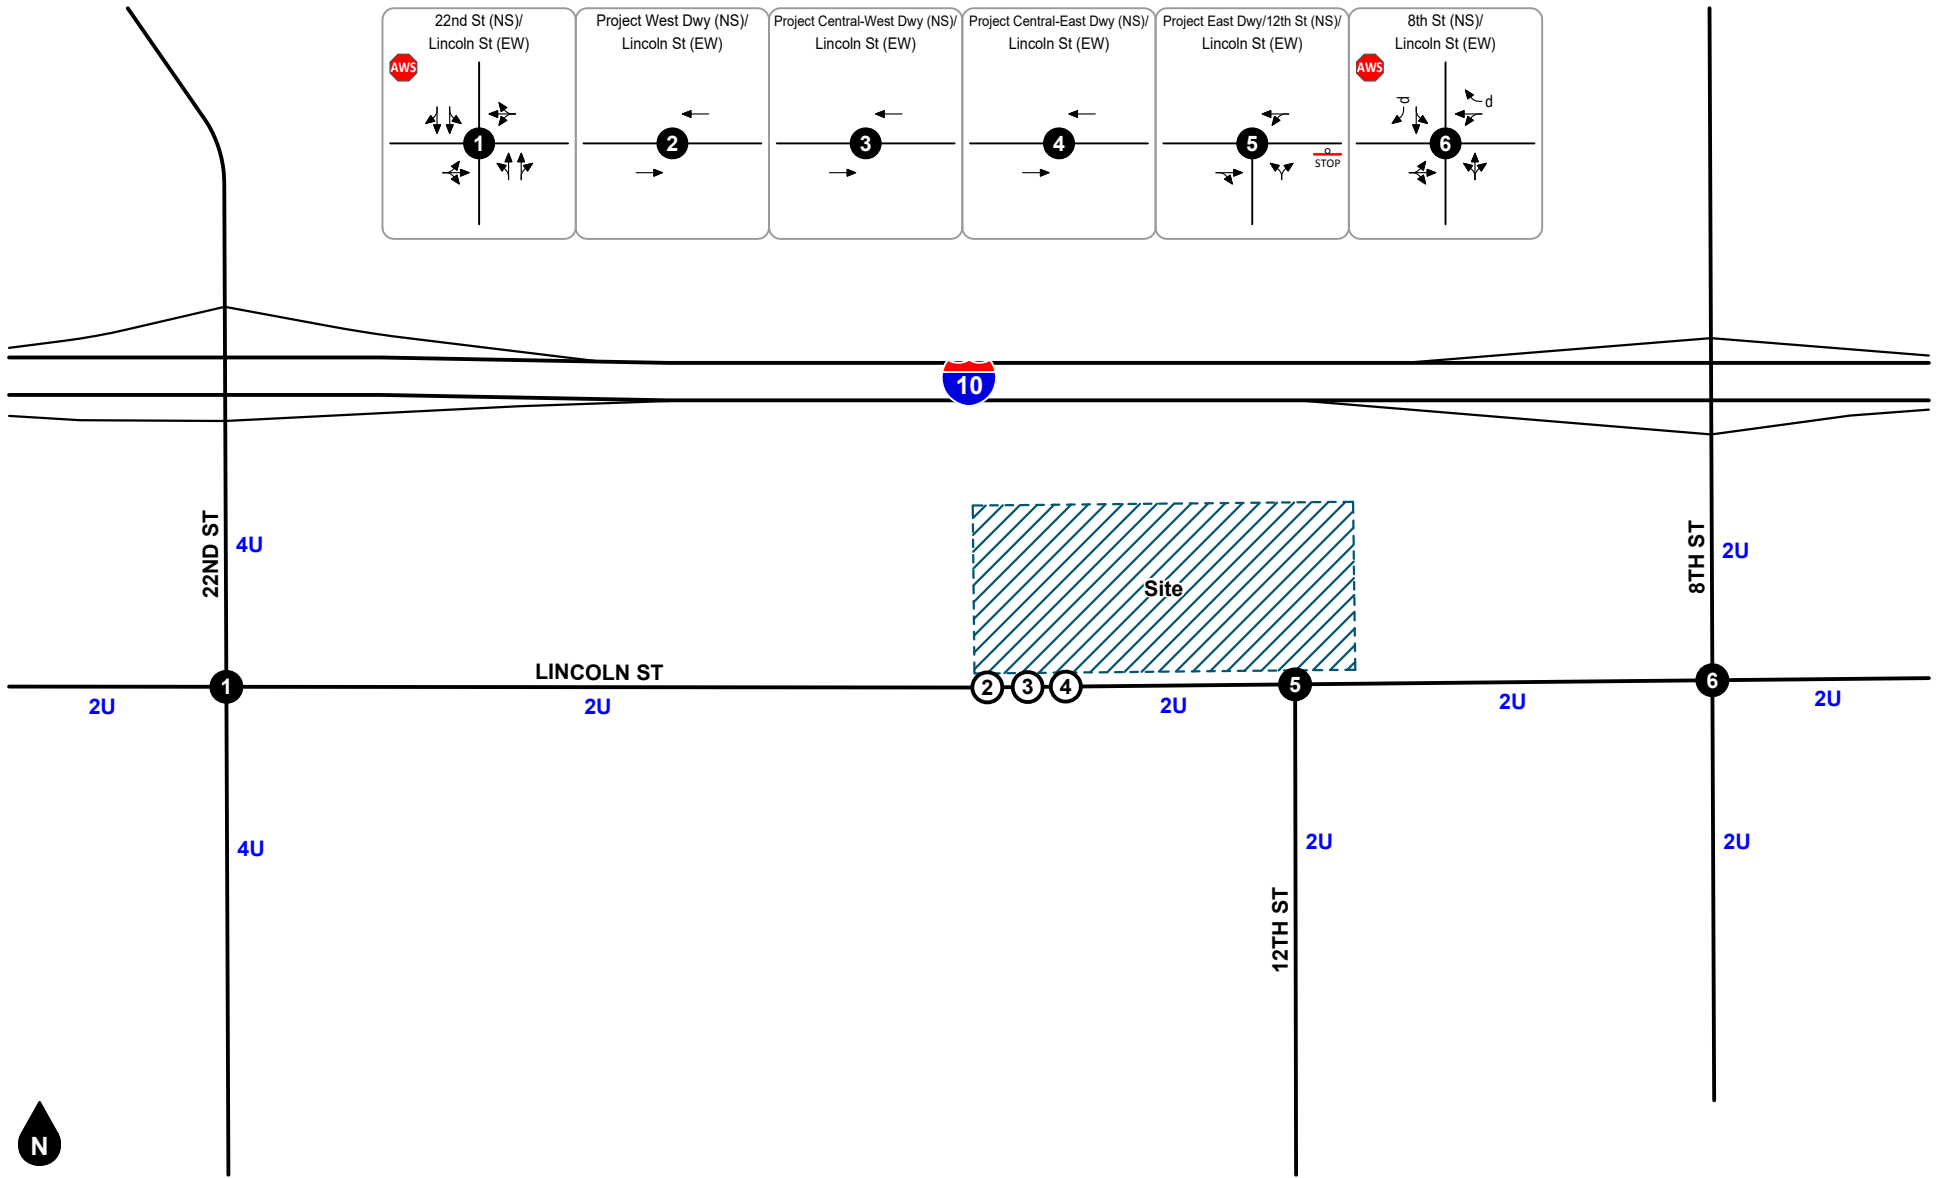 22nd St (NS)/
Lincoln St (EW)
AWS
1
Project West Dwy (NS)/
Lincoln St (EW)
2
Project Central-West Dwy (NS)/
Lincoln St (EW)
3
Project Central-East Dwy (NS)/
Lincoln St (EW)
4
Project East Dwy/12th St (NS)/
Lincoln St (EW)
5
STOP
8th St (NS)/
Lincoln St (EW)
AWS
d
d
6
10
22ND ST
4U
8TH ST
2U
Site
LINCOLN ST
1
2
3
4
5
6
2U
2U
2U
2U
2U
4U
2U
2U
12TH ST
N